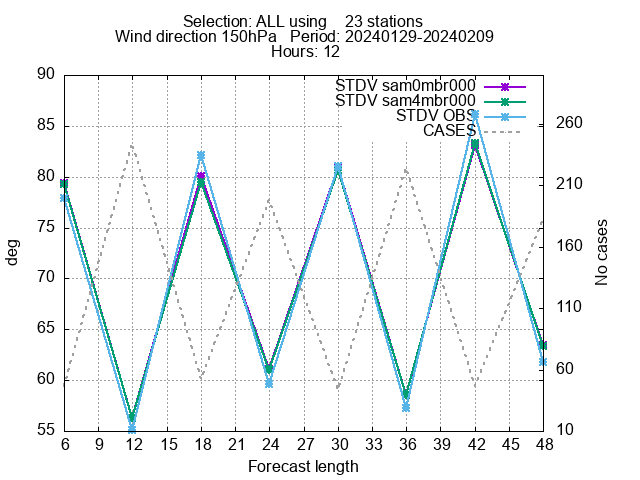 Selection: ALL using    23 stations
Wind direction 150hPa   Period: 20240129-20240209
Hours: 12
STDV sam0mbr000
STDV sam4mbr000
STDV OBS
CASES
90
85
80
75
70
65
60
55
deg
260
210
160
110
60
10
No cases
6 9 12 15 18 21 24 27 30 33 36 39 42 45 48
Forecast length